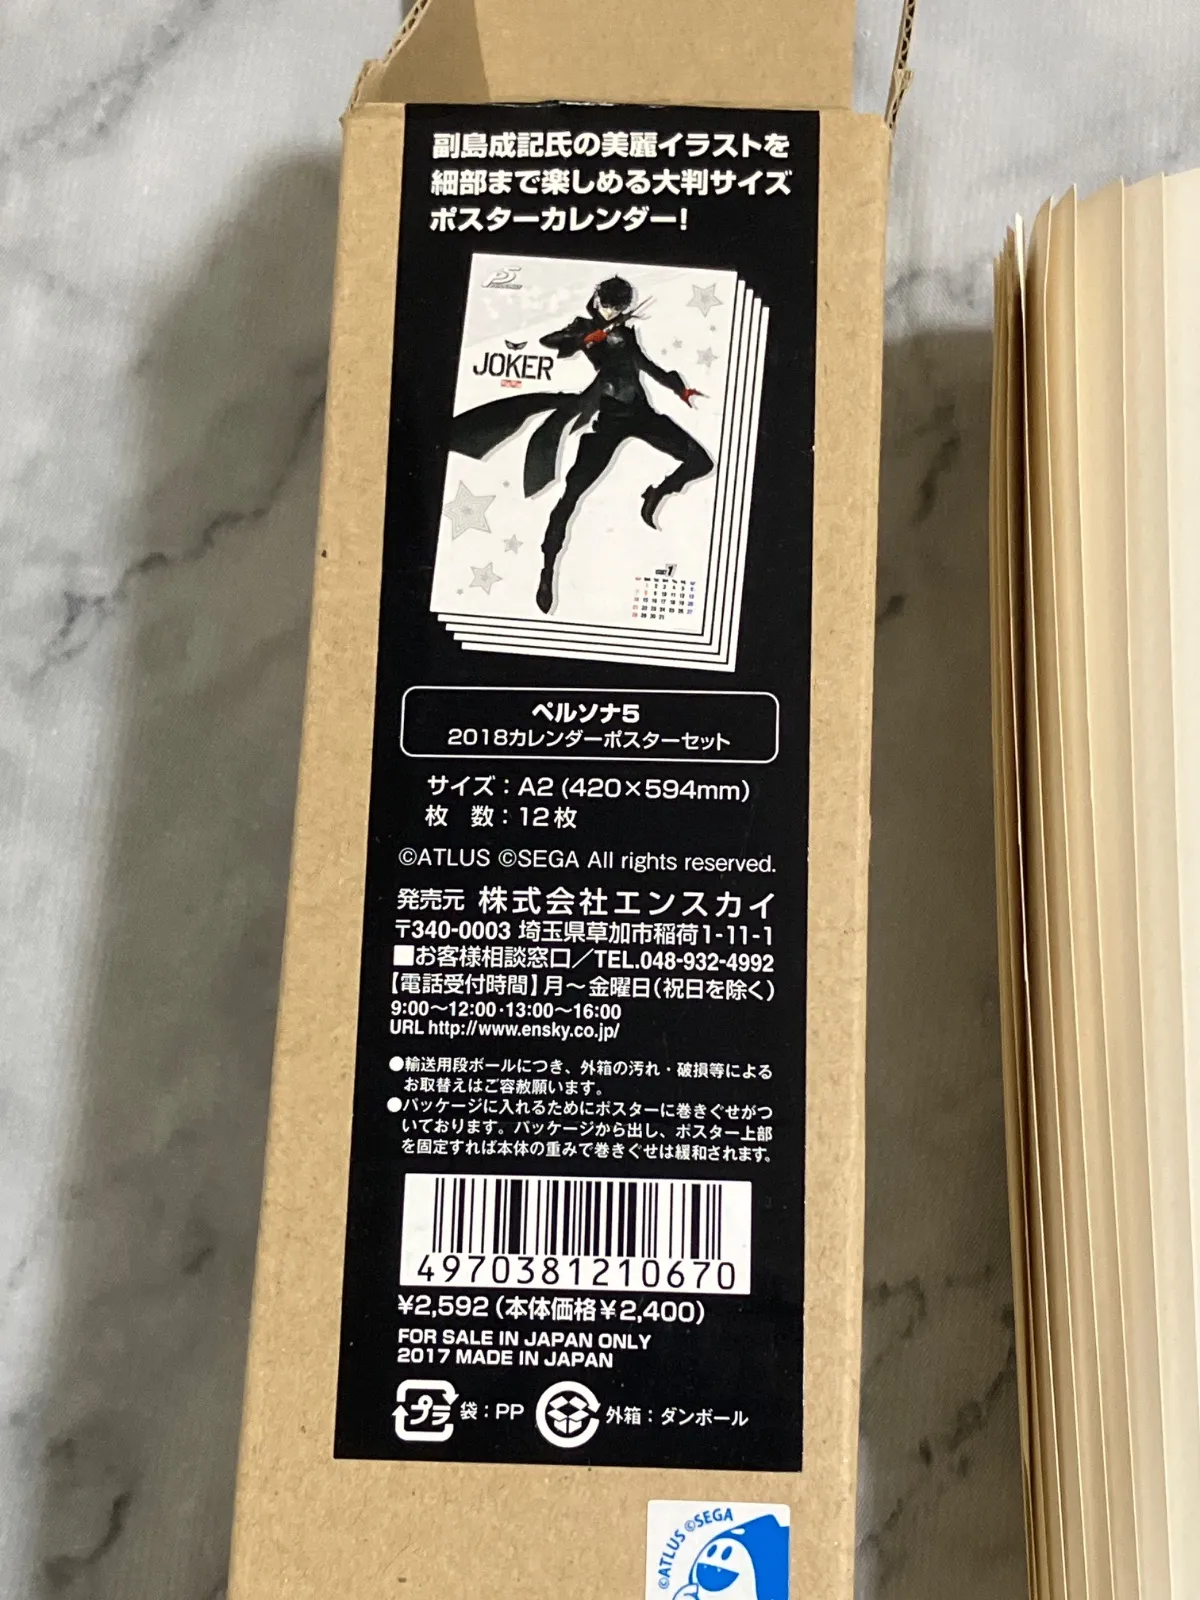 副島成記氏の美麗イラストを
細部まで楽しめる大判サイズ
ポスターカレンダー!
P5
JOKER
ペルソナ5
2018カレンダーポスターセット
サイズ：A2 (420×594mm)
枚　数：12枚
©ATLUS ©SEGA All rights reserved.
発売元 株式会社エンスカイ
〒340-0003 埼玉県草加市稲荷1-11-1
■お客様相談窓口／TEL.048-932-4992
【電話受付時間】月～金曜日(祝日を除く)
9:00～12:00・13:00～16:00
URL http://www.ensky.co.jp/
●輸送用段ボールにつき、外箱の汚れ・破損等による
お取替えはご容赦願います。
●パッケージに入れるためにポスターに巻きぐせがつ
いております。パッケージから出し、ポスター上部
を固定すれば本体の重みで巻きぐせは緩和されます。
4970381210670
¥2,592 (本体価格¥2,400)
FOR SALE IN JAPAN ONLY
2017 MADE IN JAPAN
プラ 袋：PP 外箱：ダンボール
©ATLUS ©SEGA